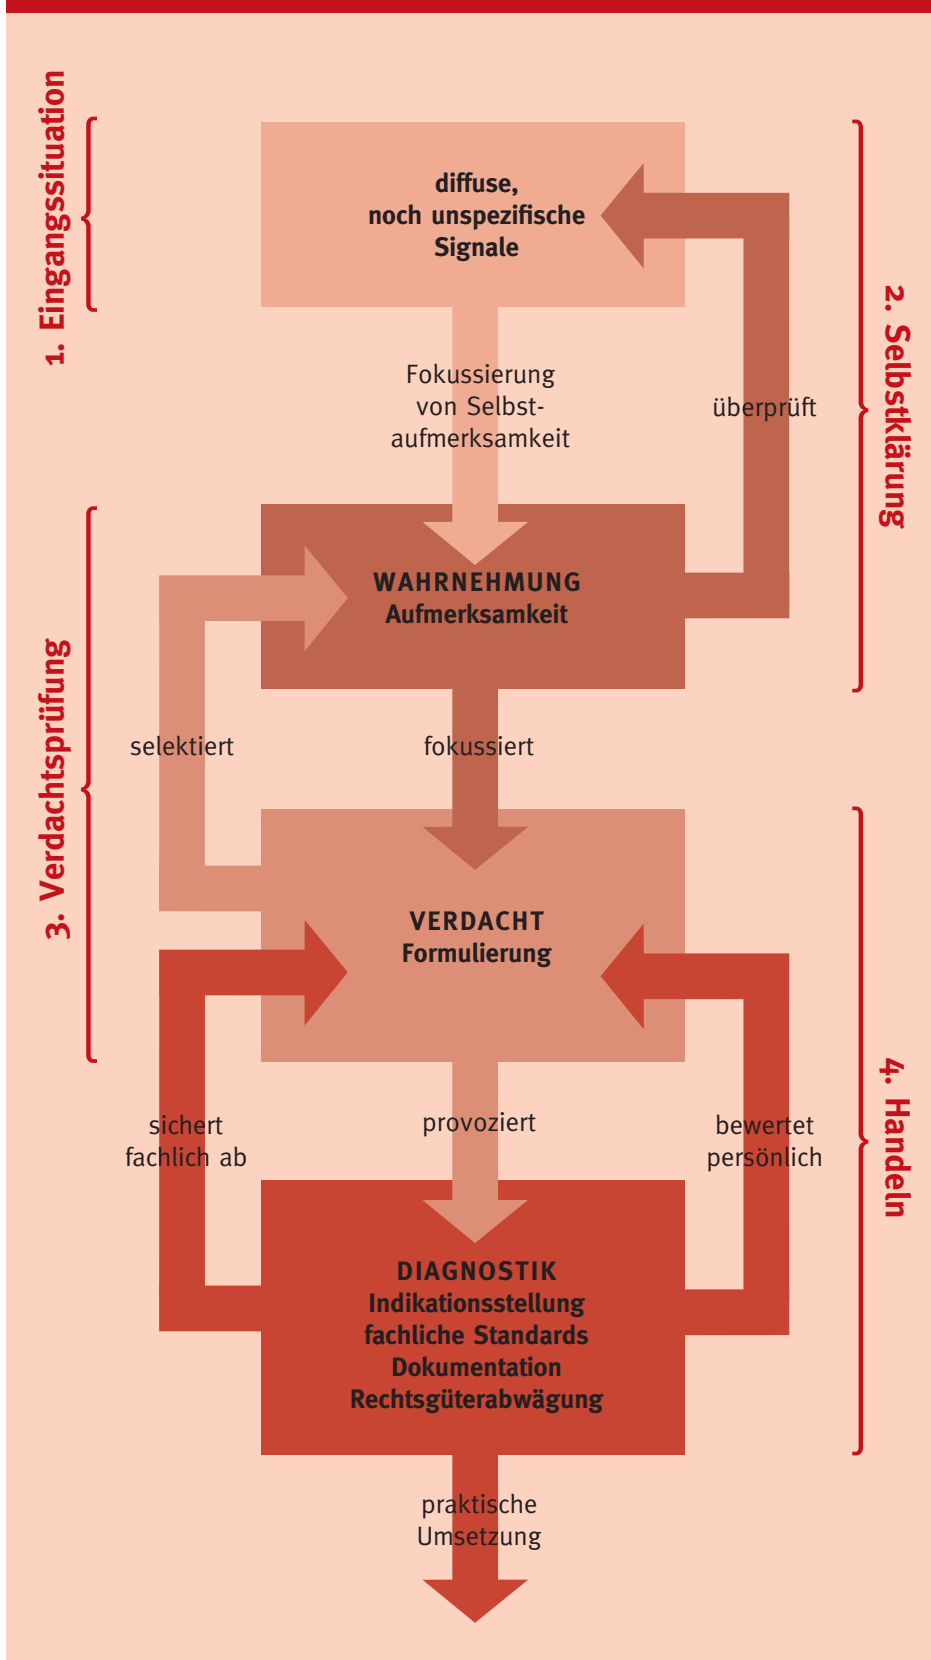 1. Eingangssituation
diffuse,
noch unspezifische
Signale
2. Selbstklärung
Fokussierung
von Selbst-
aufmerksamkeit
überprüft
WAHRNEHMUNG
Aufmerksamkeit
3. Verdachtsprüfung
selektiert
fokussiert
VERDACHT
Formulierung
4. Handeln
sichert
fachlich ab
provoziert
bewertet
persönlich
DIAGNOSTIK
Indikationsstellung
fachliche Standards
Dokumentation
Rechtsgüterabwägung
praktische
Umsetzung